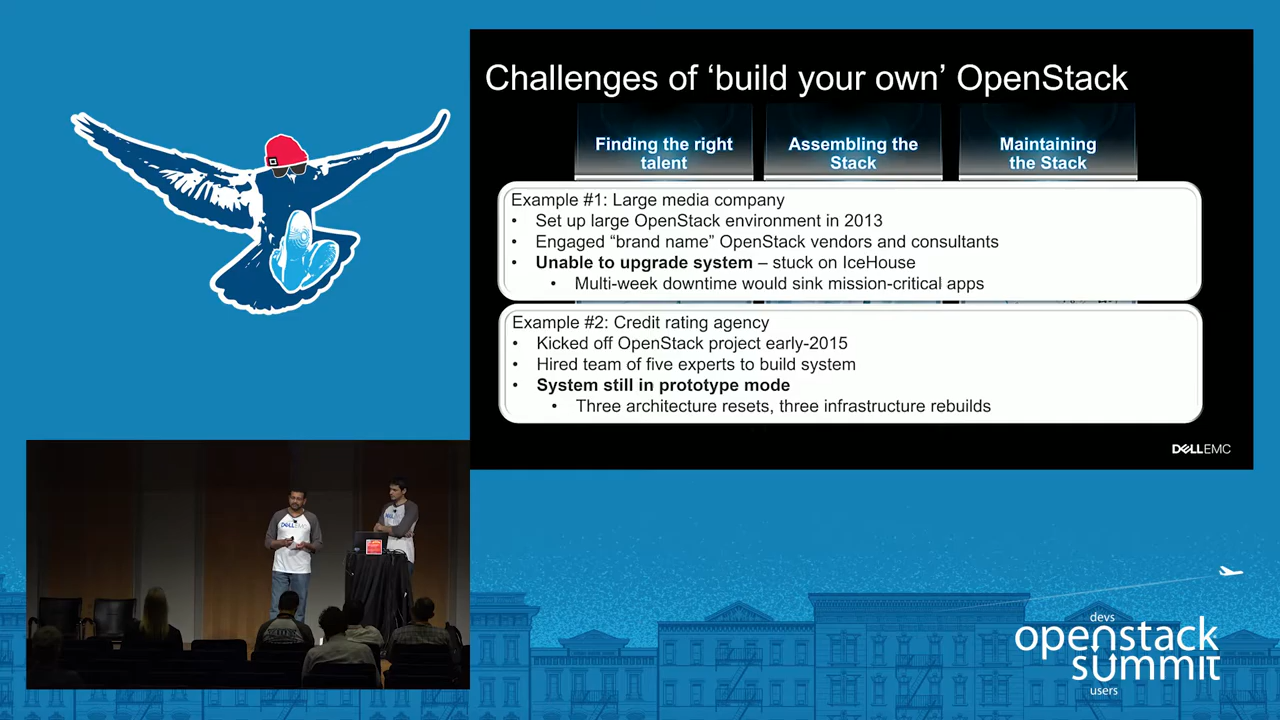 Challenges of ‘build your own’ OpenStack
Finding the right
talent
Assembling the
Stack
Maintaining
the Stack
Example #1: Large media company
• Set up large OpenStack environment in 2013
• Engaged “brand name” OpenStack vendors and consultants
• Unable to upgrade system – stuck on IceHouse
• Multi-week downtime would sink mission-critical apps
Example #2: Credit rating agency
• Kicked off OpenStack project early-2015
• Hired team of five experts to build system
• System still in prototype mode
• Three architecture resets, three infrastructure rebuilds
DELLEMC
DELLEMC
devs
openstack
summit
users